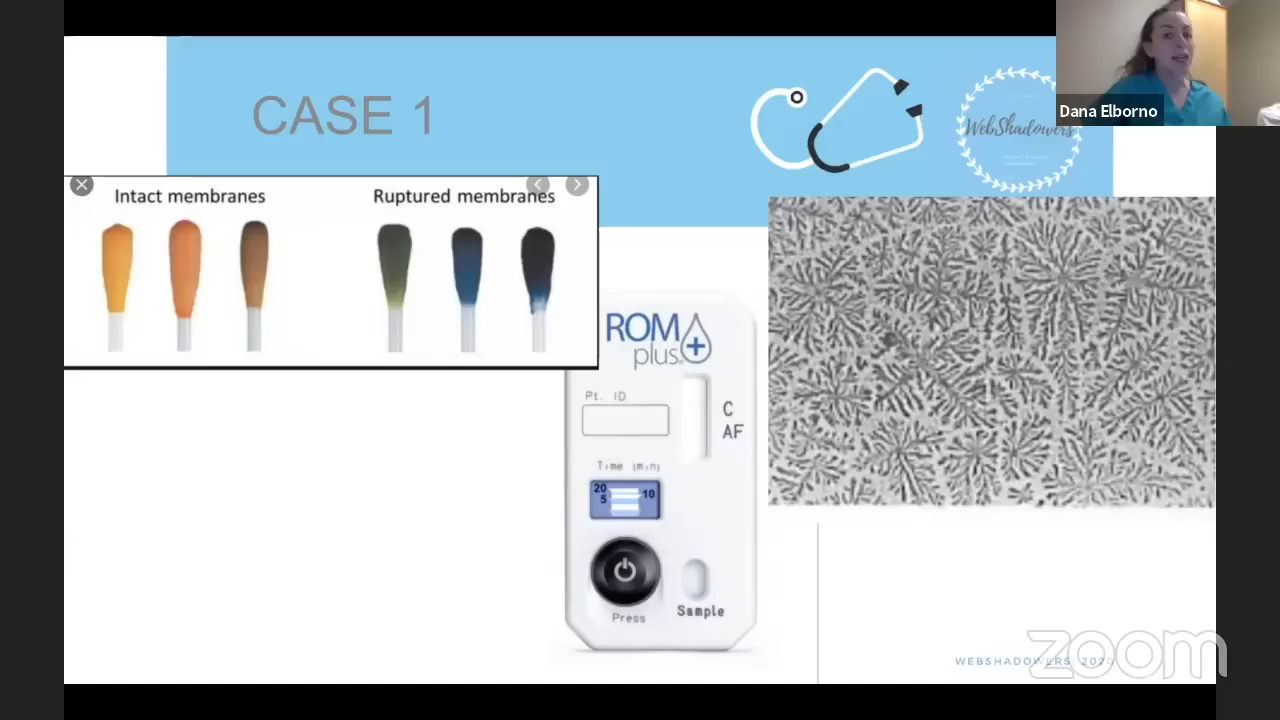 CASE 1
WebShadowers
Dana Elborno
Intact membranes
Ruptured membranes
ROM
plus
Pt. ID
C
AF
Time (min)
20
10
5
Press
Sample
WEBSHADOWERS 2020
zoom